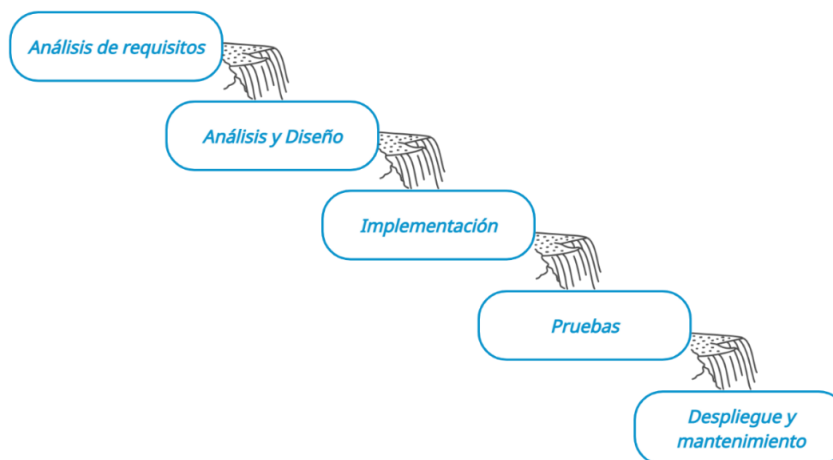 Análisis de requisitos
Análisis y Diseño
Implementación
Pruebas
Despliegue y
mantenimiento